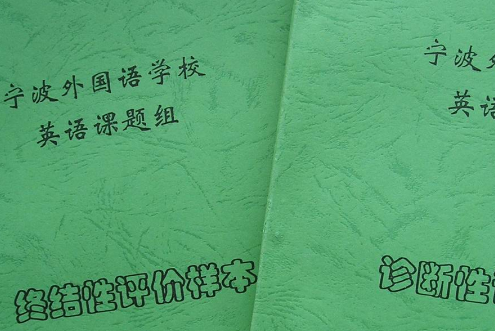 宁波外国语学校
英语课题组
终结性评价样本
宁波
英语
诊断性